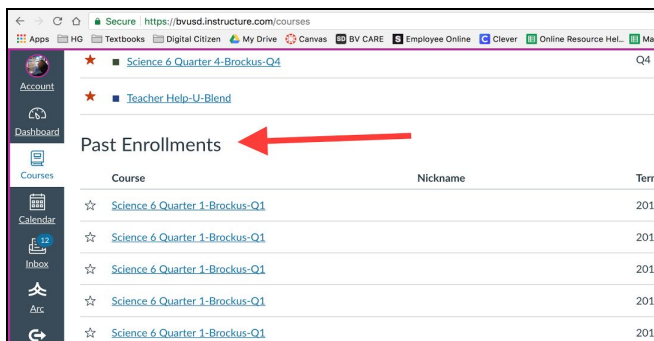 Secure https://bvusd.instructure.com/courses
Apps HG Textbooks Digital Citizen My Drive Canvas BD BV CARE S Employee Online C Clever Online Resource Hel... Ma
Science 6 Quarter 4-Brockus-Q4 Q4
Account
Teacher Help-U-Blend
Dashboard
Past Enrollments
Courses
Course Nickname Terr
Science 6 Quarter 1-Brockus-Q1 201
Calendar
Science 6 Quarter 1-Brockus-Q1 201
12
Inbox
Science 6 Quarter 1-Brockus-Q1 201
Arc
Science 6 Quarter 1-Brockus-Q1 201
Science 6 Quarter 1-Brockus-Q1 201